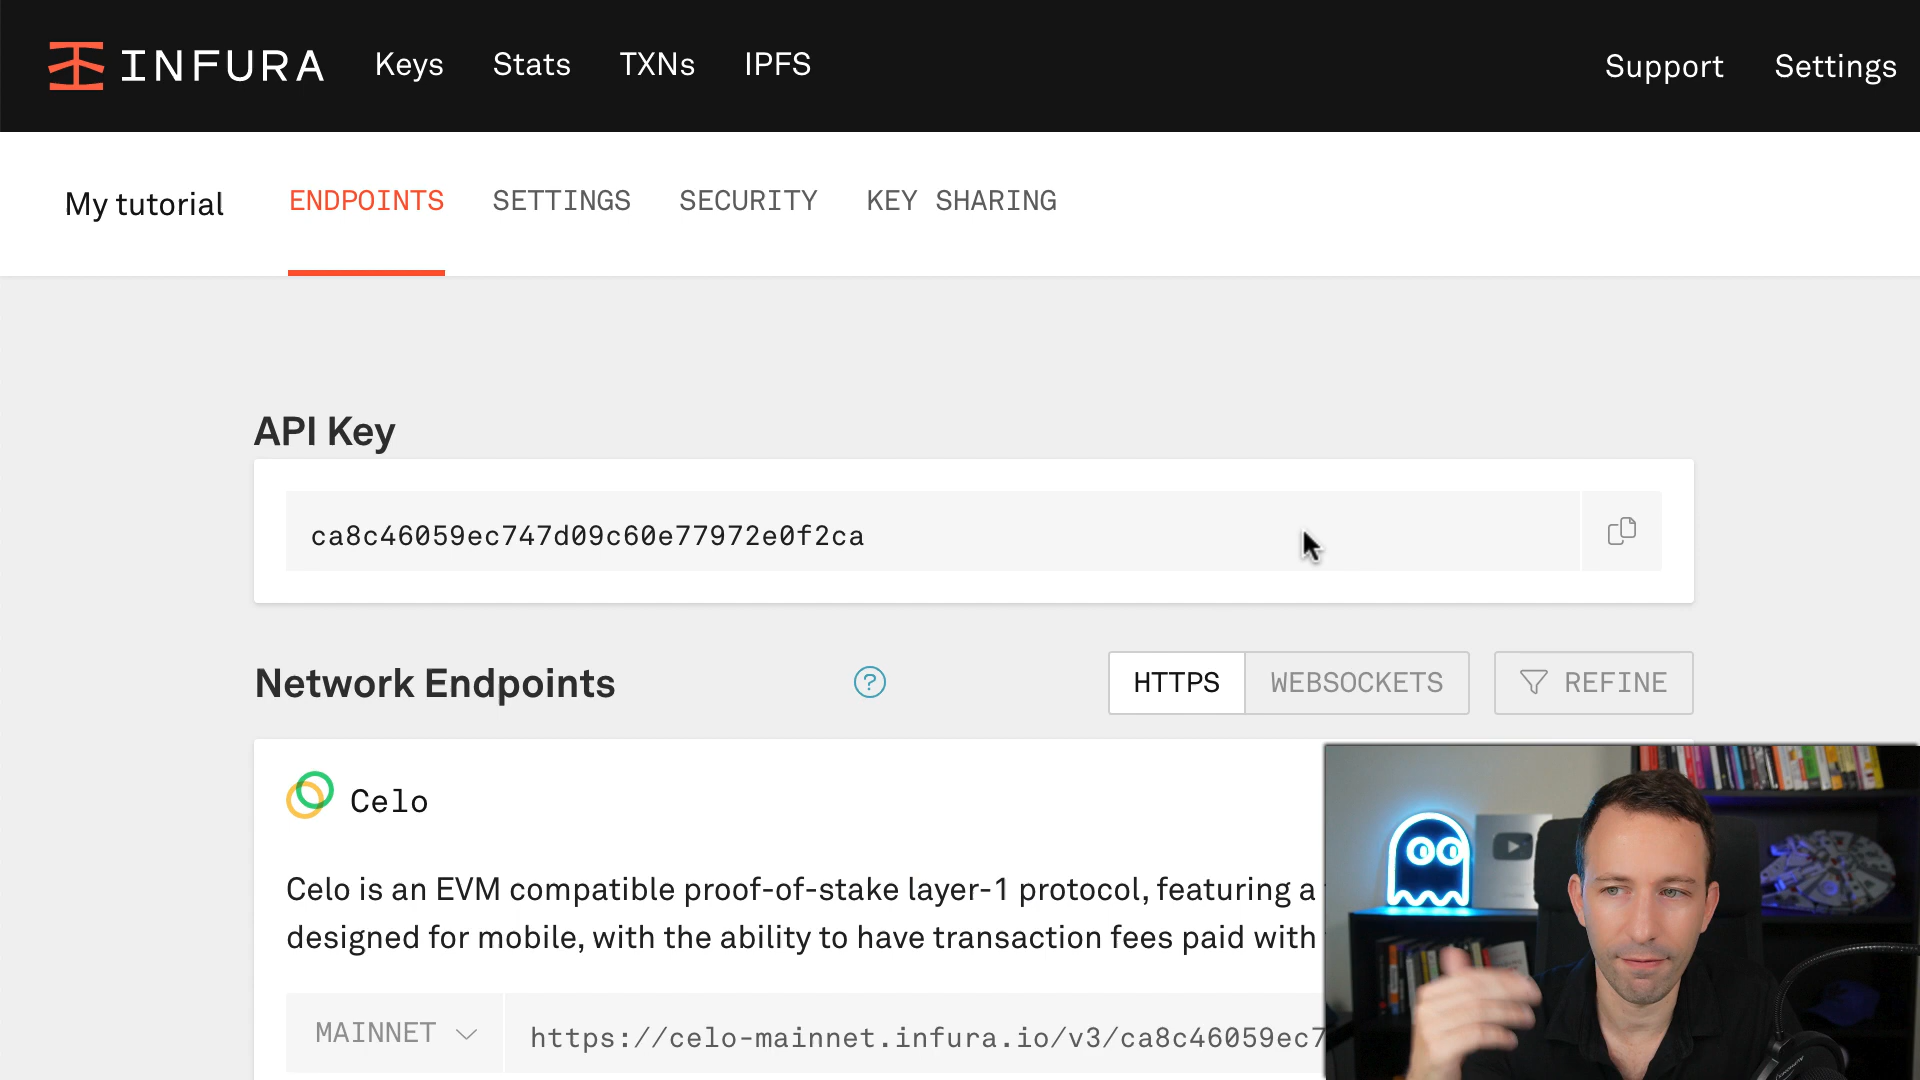 INFURA Keys Stats TXNs IPFS Support Settings
My tutorial ENDPOINTS SETTINGS SECURITY KEY SHARING
API Key
ca8c46059ec747d09c60e77972e0f2ca
Network Endpoints ? HTTPS WEBSOCKETS REFINE
Celo
Celo is an EVM compatible proof-of-stake layer-1 protocol, featuring a
designed for mobile, with the ability to have transaction fees paid with
MAINNET https://celo-mainnet.infura.io/v3/ca8c46059ec7